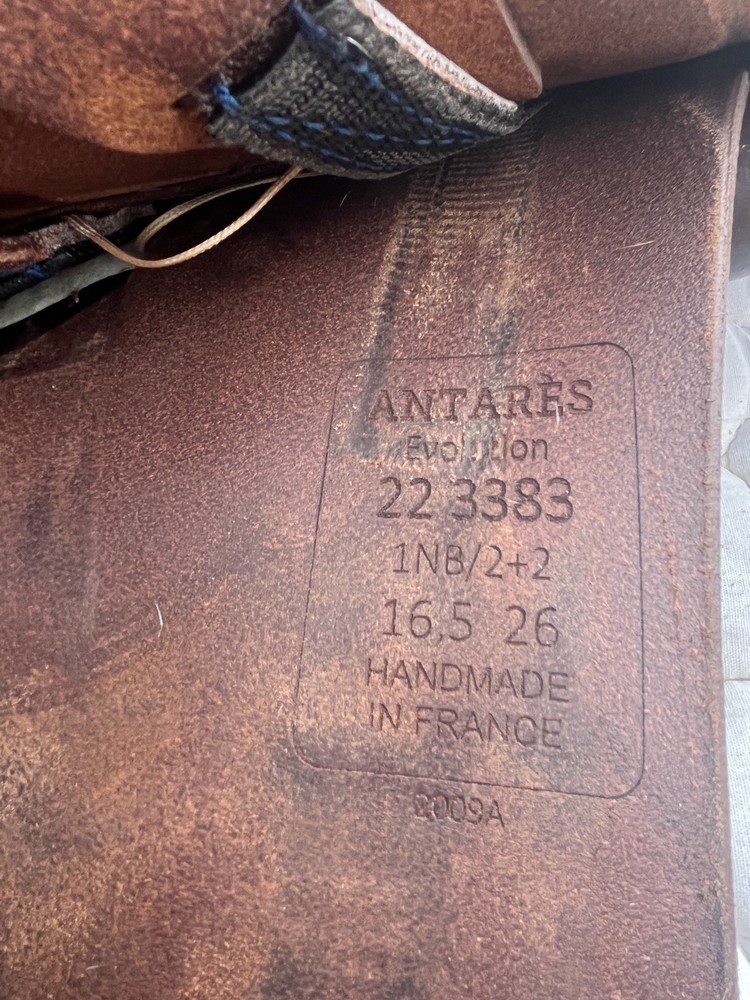 ANTARÈS
Evolution
22 3383
1NB/2+2
16,5 26
HANDMADE
IN FRANCE
2009A